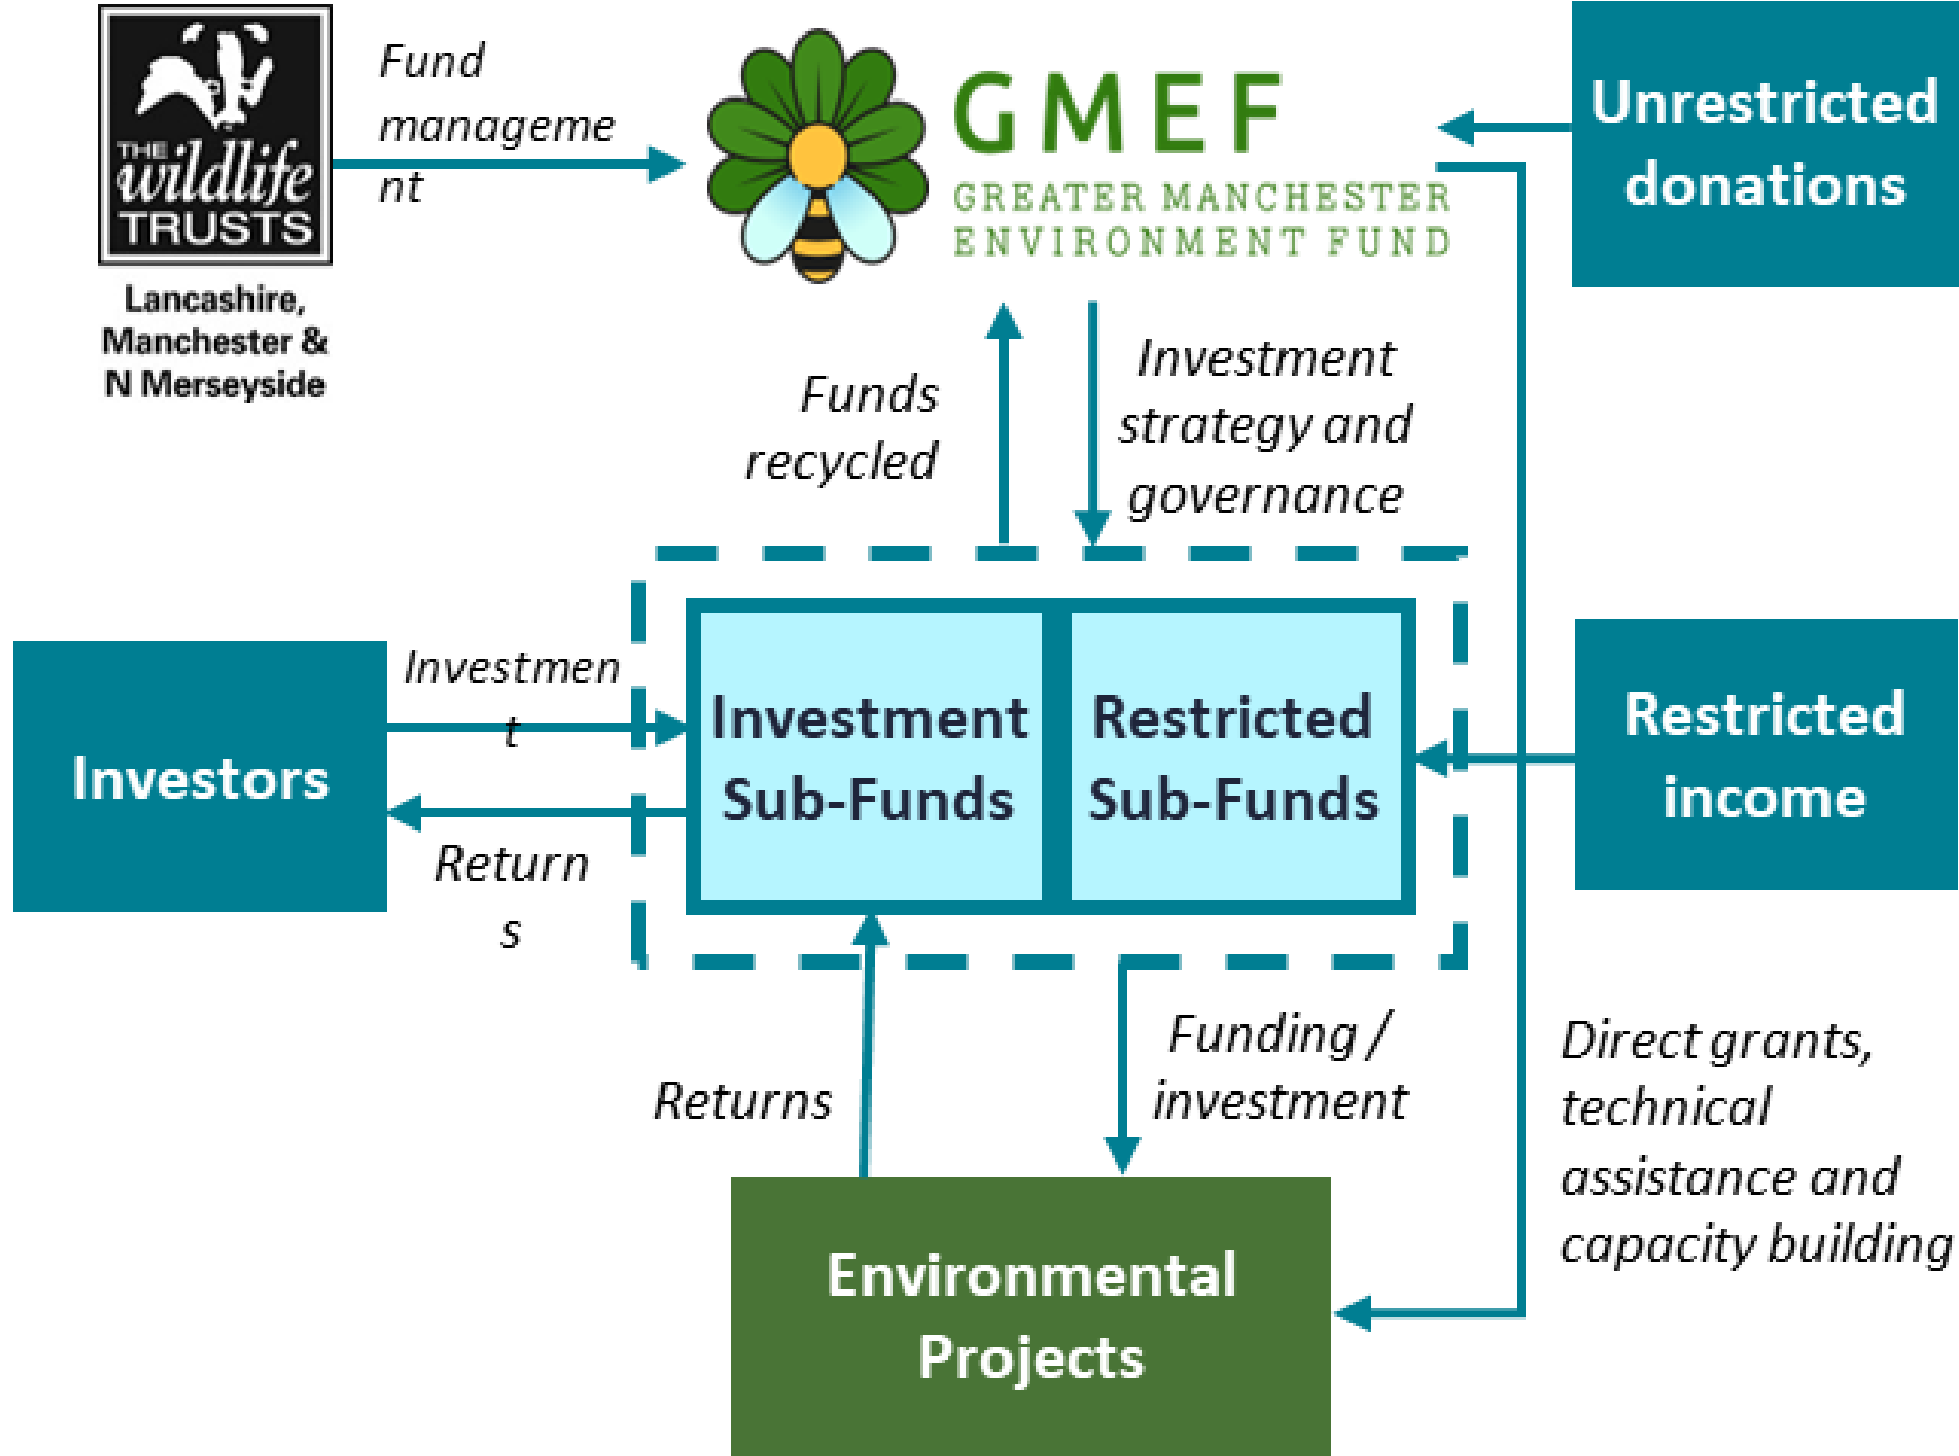 THE
wildlife
TRUSTS
Lancashire,
Manchester &
N Merseyside
Fund
manageme
nt
GMEF
GREATER MANCHESTER
ENVIRONMENT FUND
Unrestricted
donations
Funds
recycled
Investment
strategy and
governance
Investors
Investmen
t
Return
s
Investment
Sub-Funds
Restricted
Sub-Funds
Restricted
income
Returns
Funding /
investment
Direct grants,
technical
assistance and
capacity building
Environmental
Projects